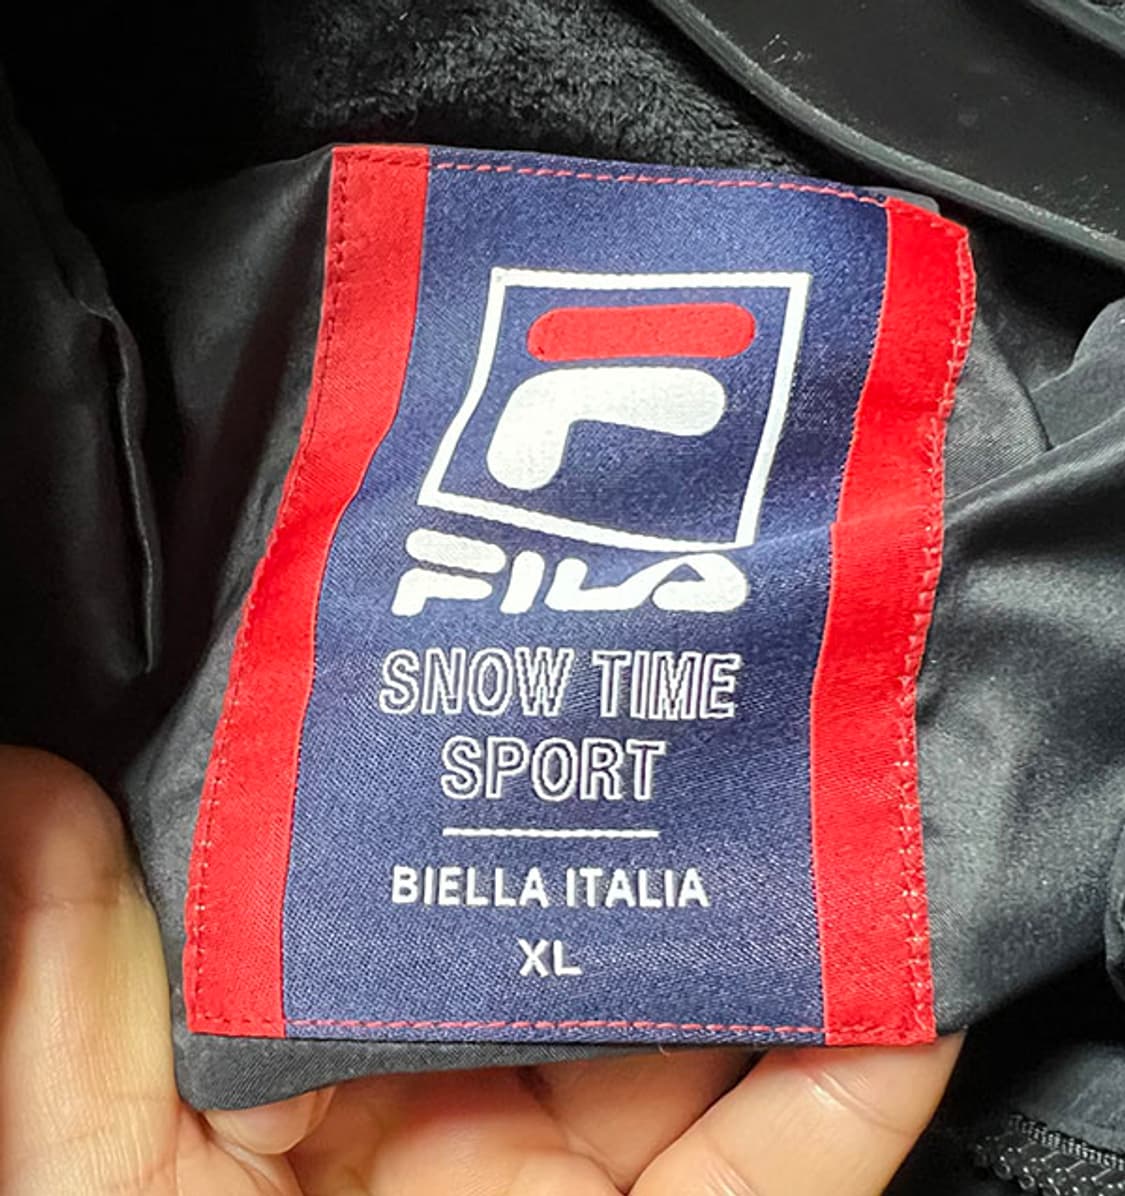 F
FILA
SNOW TIME
SPORT
BIELLA ITALIA
XL